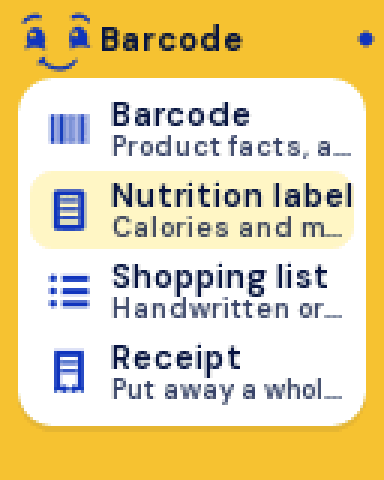 Barcode
Barcode
Product facts, a...
Nutrition label
Calories and m...
Shopping list
Handwritten or...
Receipt
Put away a whol...